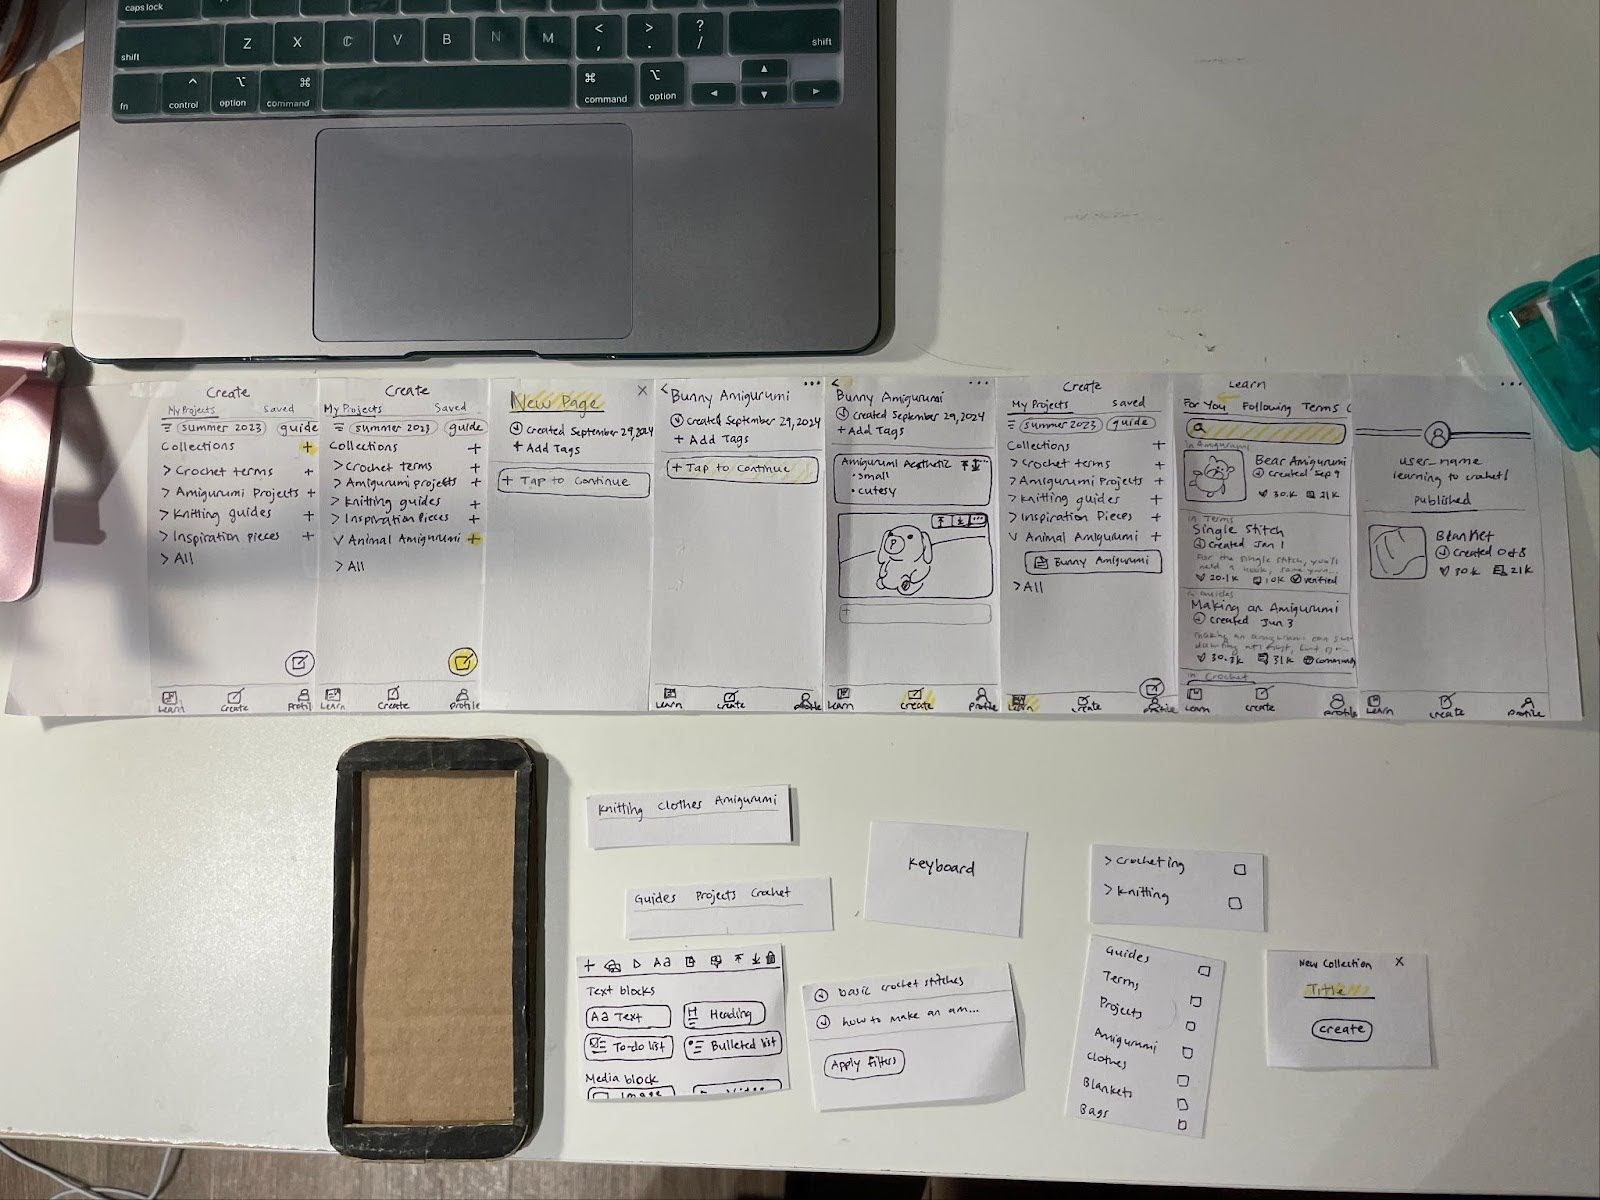 caps lock
shift
Z X C V B N M < , > . ? /
shift
fn control option command
command option
Create
My Projects Saved
Summer 2023 guide
Collections +
> Crochet terms +
> Amigurumi Projects +
> Knitting guides +
> Inspiration pieces +
> All
Learn Create Profil
Create
My Projects Saved
Summer 2023 guide
Collections +
> Crochet terms +
> Amigurumi projects +
> Knitting guides +
> Inspiration Pieces +
V Animal Amigurumi +
> All
Learn Create profile
New Page X
Created September 29, 2024
+ Add Tags
+ Tap to Continue
< Bunny Amigurumi ...
Created September 29, 2024
+ Add Tags
+ Tap to Continue
Learn Create profile
< ...
Bunny Amigurumi
Created September 29, 2024
+ Add Tags
Amigurumi Aesthetic
• small
• cutesy
+
Learn create profile
Create
My Projects saved
Summer 2023 guide
Collections +
> Crochet terms +
> Amigurumi Projects +
> Knitting guides +
> Inspiration Pieces +
V Animal Amigurumi +
Bunny Amigurumi
> All
Learn Create profile
Learn
For You Following Terms C
in Amigurumi
Bear Amigurumi
Created Sep 9
30.k 21k
in Terms
Single Stitch
Created Jan 1
For the single stitch, you'll
need a hook, some yarn...
20.1k 10k verified
in guides
Making an Amigurumi
Created Jun 3
making an amigurumi can
daunting at first, but
30.3k 31k community
in Crochet
Learn Create profile
...
user_name
learning to crochet!
published
Blanket
Created Oct 8
30k 21k
Learn Create profile
Knitting Clothes Amigurumi
Guides Projects Crochet
Keyboard
> Crocheting
> Knitting
+ Aa
Text blocks
Aa Text H Heading
To-do list Bulleted list
Media block
Image Video
basic crochet stitches
how to make an am...
Apply Filters
Guides
Terms
Projects
Amigurumi
Clothes
Blankets
Bags
New Collection X
Title
Create